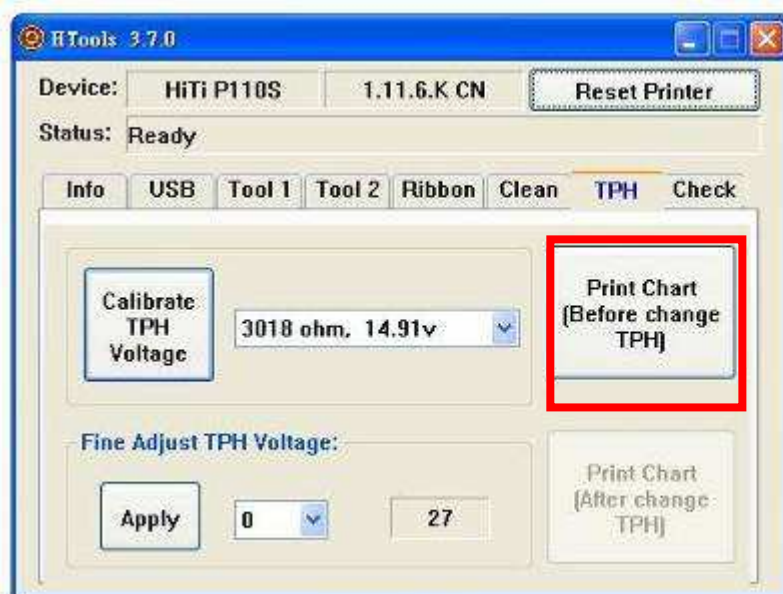 HTools 3.7.0
Device: HiTi P110S 1.11.6.K CN Reset Printer
Status: Ready
Info USB Tool 1 Tool 2 Ribbon Clean TPH Check
Calibrate
TPH
Voltage
3018 ohm, 14.91v
Print Chart
(Before change
TPH)
Fine Adjust TPH Voltage:
Apply
0
27
Print Chart
(After change
TPH)